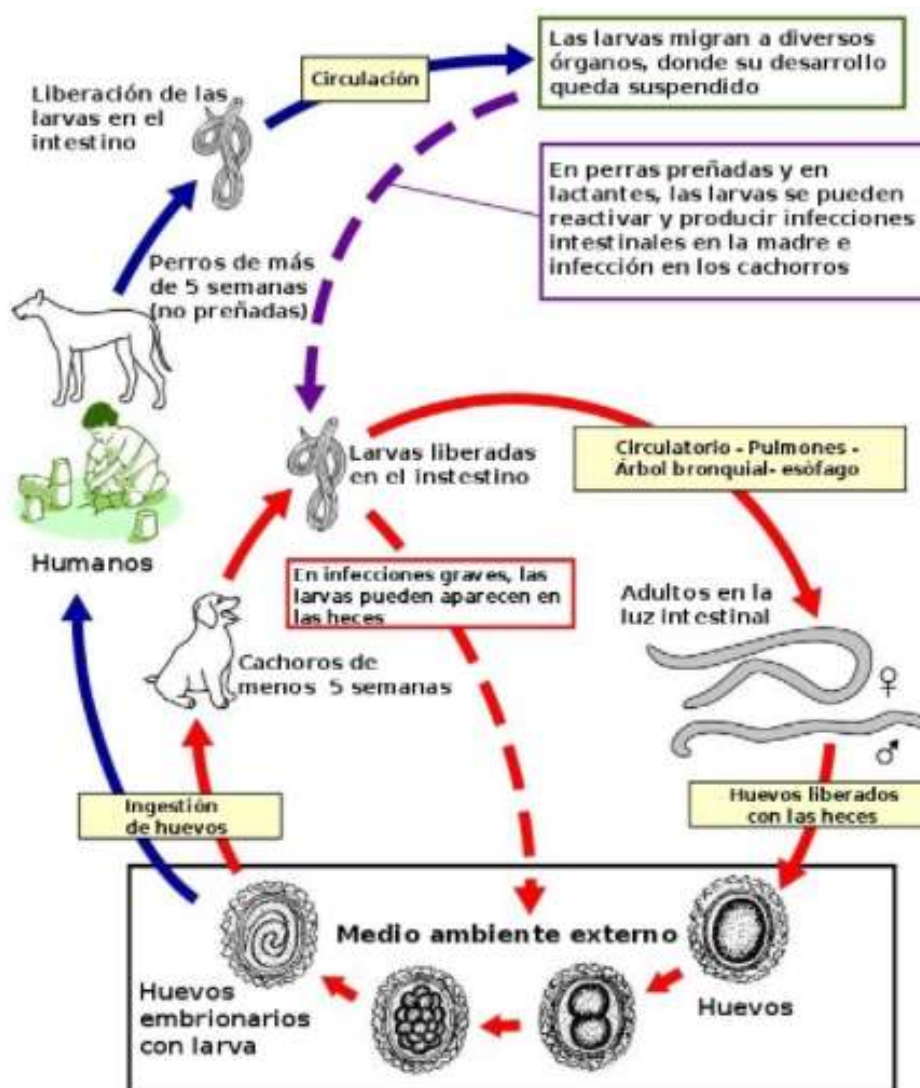 Las larvas migran a diversos
órganos, donde su desarrollo
queda suspendido
Circulación
Liberación de las
larvas en el
intestino
En perras preñadas y en
lactantes, las larvas se pueden
reactivar y producir infecciones
intestinales en la madre e
infección en los cachorros
Perros de más
de 5 semanas
(no preñadas)
Larvas liberadas
en el instestino
Circulatorio - Pulmones -
Árbol bronquial- esófago
Humanos
En infecciones graves, las
larvas pueden aparecen en
las heces
Adultos en la
luz intestinal
♀
Cachoros de
menos 5 semanas
♂
Ingestión
de huevos
Huevos liberados
con las heces
Medio ambiente externo
Huevos
embrionarios
con larva
Huevos